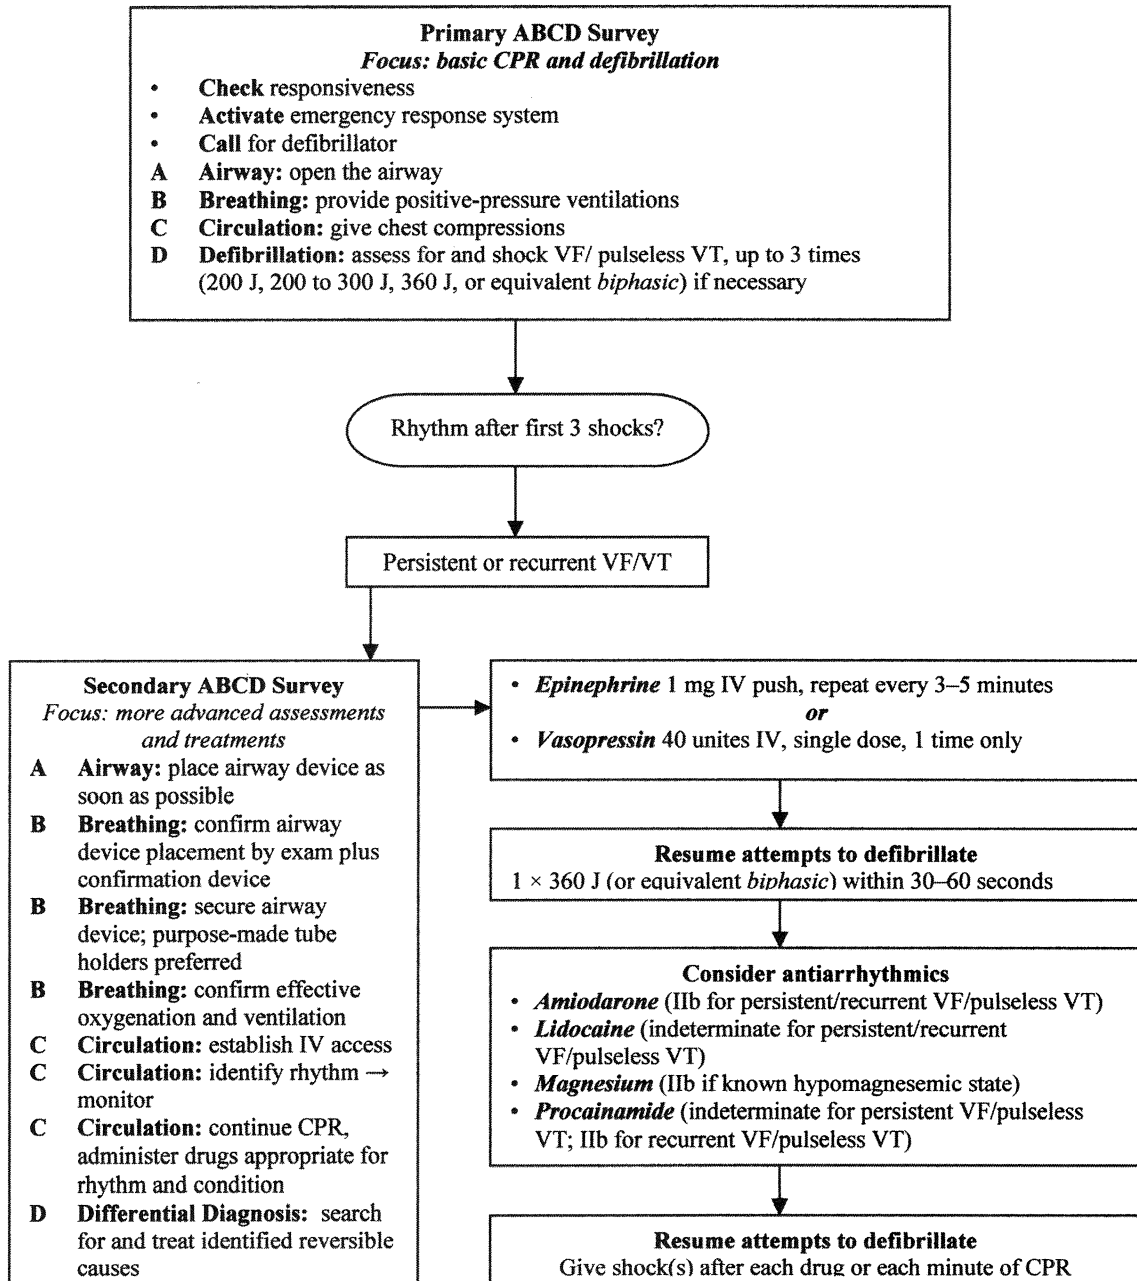 Primary ABCD Survey
Focus: basic CPR and defibrillation
• Check responsiveness
• Activate emergency response system
• Call for defibrillator
A Airway: open the airway
B Breathing: provide positive-pressure ventilations
C Circulation: give chest compressions
D Defibrillation: assess for and shock VF/ pulseless VT, up to 3 times
(200 J, 200 to 300 J, 360 J, or equivalent biphasic) if necessary
Rhythm after first 3 shocks?
Persistent or recurrent VF/VT
Secondary ABCD Survey
Focus: more advanced assessments
and treatments
A Airway: place airway device as
soon as possible
B Breathing: confirm airway
device placement by exam plus
confirmation device
B Breathing: secure airway
device; purpose-made tube
holders preferred
B Breathing: confirm effective
oxygenation and ventilation
C Circulation: establish IV access
C Circulation: identify rhythm →
monitor
C Circulation: continue CPR,
administer drugs appropriate for
rhythm and condition
D Differential Diagnosis: search
for and treat identified reversible
causes
• Epinephrine 1 mg IV push, repeat every 3–5 minutes
or
• Vasopressin 40 unites IV, single dose, 1 time only
Resume attempts to defibrillate
1 × 360 J (or equivalent biphasic) within 30–60 seconds
Consider antiarrhythmics
• Amiodarone (IIb for persistent/recurrent VF/pulseless VT)
• Lidocaine (indeterminate for persistent/recurrent
VF/pulseless VT)
• Magnesium (IIb if known hypomagnesemic state)
• Procainamide (indeterminate for persistent VF/pulseless
VT; IIb for recurrent VF/pulseless VT)
Resume attempts to defibrillate
Give shock(s) after each drug or each minute of CPR